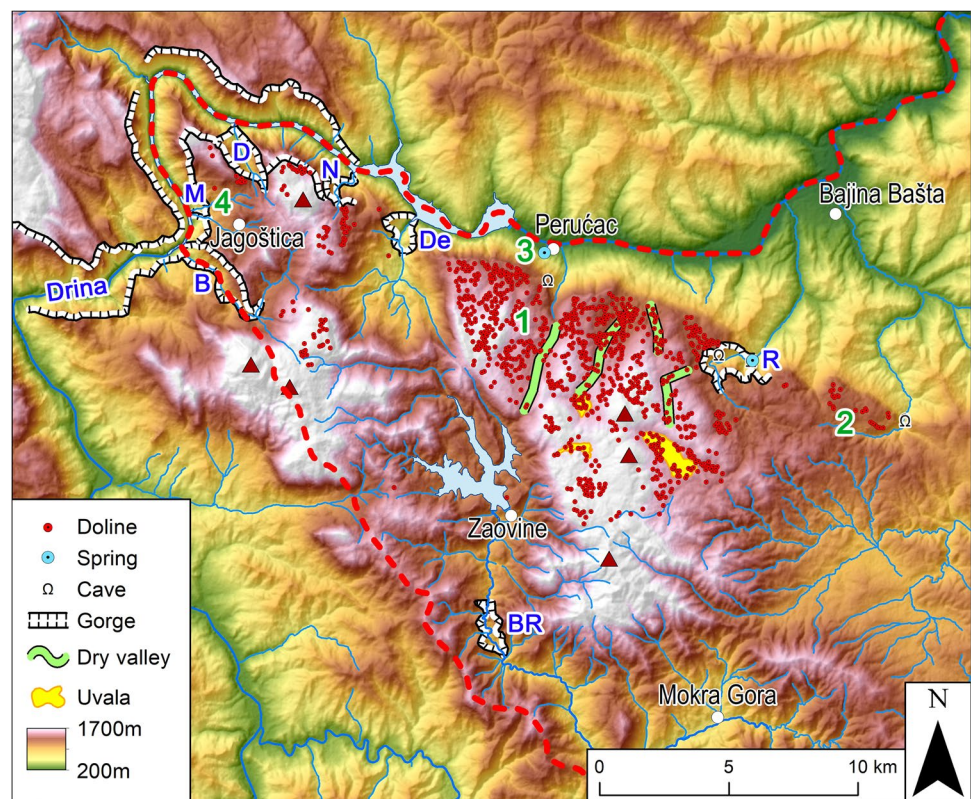 D
N
M
4
Jagoštica
De
Bajina Bašta
Perućac
3
Drina
B
1
R
2
Zaovine
BR
Mokra Gora
Doline
Spring
Cave
Gorge
Dry valley
Uvala
1700m
200m
0 5 10 km
N